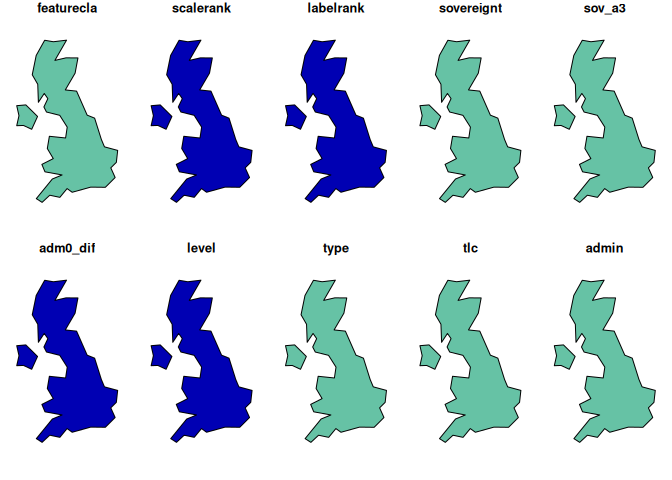 featurecla scalerank labelrank sovereignt sov_a3
adm0_dif level type tlc admin